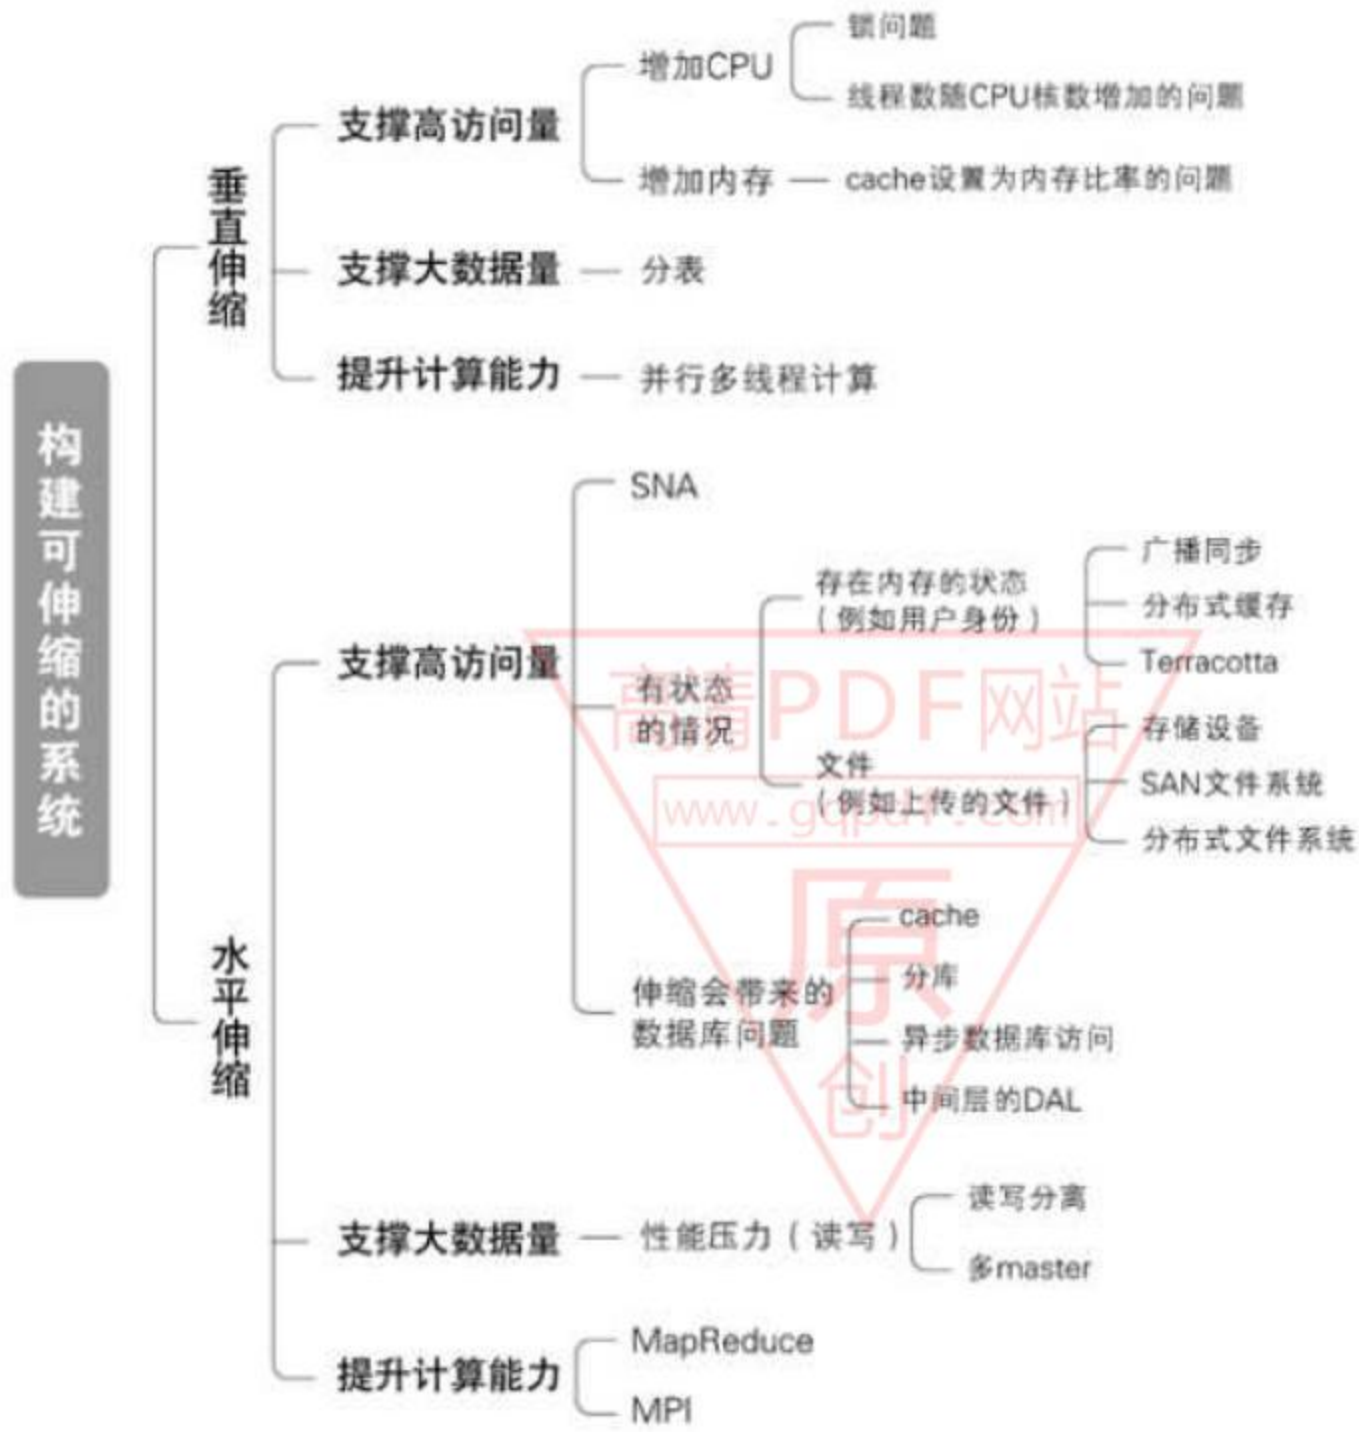 构建可伸缩的系统
垂直伸缩
支撑高访问量
增加CPU
锁问题
线程数随CPU核数增加的问题
增加内存
cache设置为内存比率的问题
支撑大数据量
分表
提升计算能力
并行多线程计算
水平伸缩
支撑高访问量
SNA
有状态
的情况
存在内存的状态
(例如用户身份)
广播同步
分布式缓存
Terracotta
文件
(例如上传的文件)
存储设备
SAN文件系统
分布式文件系统
伸缩会带来的
数据库问题
cache
分库
异步数据库访问
中间层的DAL
支撑大数据量
性能压力(读写)
读写分离
多master
提升计算能力
MapReduce
MPI
高清PDF网站
www.gqpdf.com
原
创